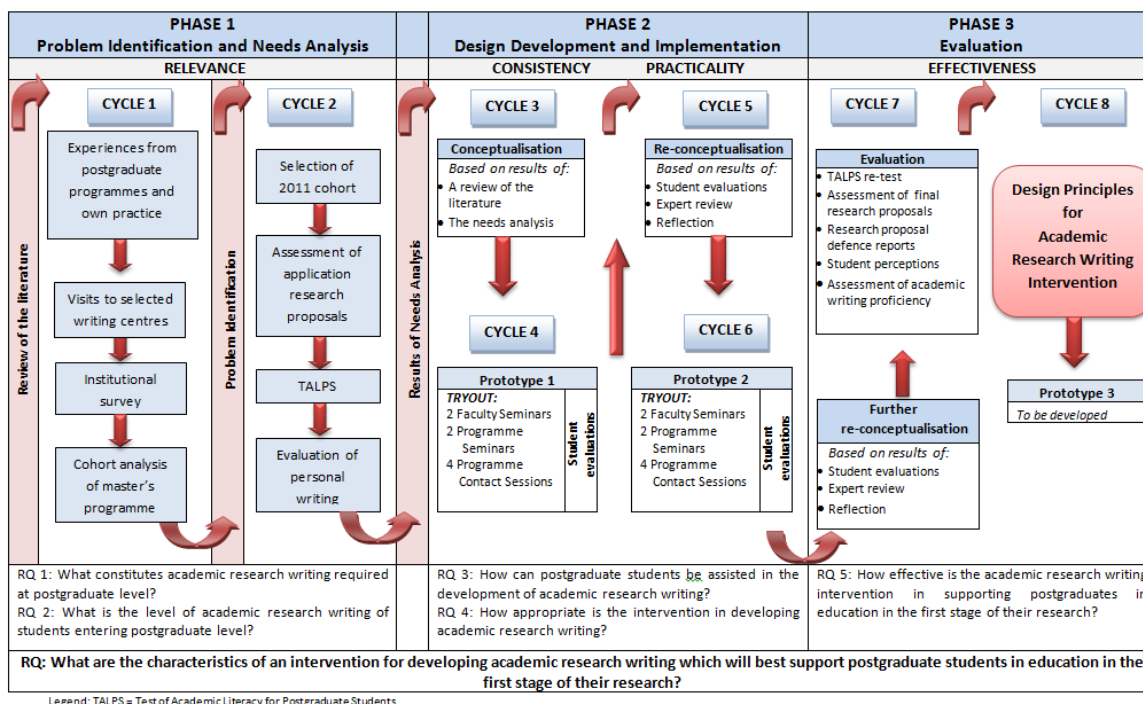 PHASE 1
Problem Identification and Needs Analysis
PHASE 2
Design Development and Implementation
PHASE 3
Evaluation
RELEVANCE
CONSISTENCY
PRACTICALITY
EFFECTIVENESS
Review of the literature
CYCLE 1
Experiences from
postgraduate
programmes and
own practice
Visits to selected
writing centres
Institutional
survey
Cohort analysis
of master's
programme
Problem Identification
CYCLE 2
Selection of
2011 cohort
Assessment of
application
research
proposals
TALPS
Evaluation of
personal
writing
Results of Needs Analysis
CYCLE 3
Conceptualisation
Based on results of:
• A review of the
literature
• The needs analysis
CYCLE 4
Prototype 1
TRYOUT:
2 Faculty Seminars
2 Programme
Seminars
4 Programme
Contact Sessions
Student
evaluations
CYCLE 5
Re-conceptualisation
Based on results of:
• Student evaluations
• Expert review
• Reflection
CYCLE 6
Prototype 2
TRYOUT:
2 Faculty Seminars
2 Programme
Seminars
4 Programme
Contact Sessions
Student
evaluations
CYCLE 7
Evaluation
• TALPS re-test
• Assessment of final
research proposals
• Research proposal
defence reports
• Student perceptions
• Assessment of academic
writing proficiency
Further
re-conceptualisation
Based on results of:
• Student evaluations
• Expert review
• Reflection
CYCLE 8
Design Principles
for
Academic
Research Writing
Intervention
Prototype 3
To be developed
RQ 1: What constitutes academic research writing required
at postgraduate level?
RQ 2: What is the level of academic research writing of
students entering postgraduate level?
RQ 3: How can postgraduate students be assisted in the
development of academic research writing?
RQ 4: How appropriate is the intervention in developing
academic research writing?
RQ 5: How effective is the academic research writing
intervention in supporting postgraduates in
education in the first stage of their research?
RQ: What are the characteristics of an intervention for developing academic research writing which will best support postgraduate students in education in the
first stage of their research?
Legend: TALPS = Test of Academic Literacy for Postgraduate Students